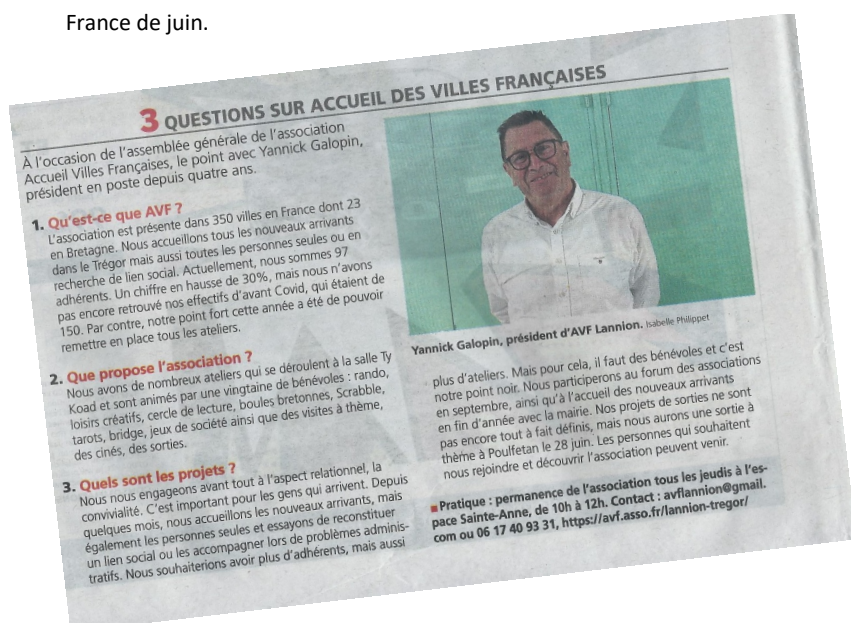 France de juin.
3 QUESTIONS SUR ACCUEIL DES VILLES FRANÇAISES
À l'occasion de l'assemblée générale de l'association
Accueil Villes Françaises, le point avec Yannick Galopin,
président en poste depuis quatre ans.
1. Qu'est-ce que AVF ?
L'association est présente dans 350 villes en France dont 23
en Bretagne. Nous accueillons tous les nouveaux arrivants
dans le Trégor mais aussi toutes les personnes seules ou en
recherche de lien social. Actuellement, nous sommes 97
adhérents. Un chiffre en hausse de 30%, mais nous n'avons
pas encore retrouvé nos effectifs d'avant Covid, qui étaient de
150. Par contre, notre point fort cette année a été de pouvoir
remettre en place tous les ateliers.
2. Que propose l'association ?
Nous avons de nombreux ateliers qui se déroulent à la salle Ty
Koad et sont animés par une vingtaine de bénévoles : rando,
loisirs créatifs, cercle de lecture, boules bretonnes, Scrabble,
tarots, bridge, jeux de société ainsi que des visites à thème,
des cinés, des sorties.
3. Quels sont les projets ?
Nous nous engageons avant tout à l'aspect relationnel, la
convivialité. C'est important pour les gens qui arrivent. Depuis
quelques mois, nous accueillons les nouveaux arrivants, mais
également les personnes seules et essayons de reconstituer
un lien social ou les accompagner lors de problèmes adminis-
tratifs. Nous souhaiterions avoir plus d'adhérents, mais aussi
Yannick Galopin, président d'AVF Lannion. Isabelle Philippet
plus d'ateliers. Mais pour cela, il faut des bénévoles et c'est
notre point noir. Nous participerons au forum des associations
en septembre, ainsi qu'à l'accueil des nouveaux arrivants
en fin d'année avec la mairie. Nos projets de sorties ne sont
pas encore tout à fait définis, mais nous aurons une sortie à
thème à Poulfetan le 28 juin. Les personnes qui souhaitent
nous rejoindre et découvrir l'association peuvent venir.
■ Pratique : permanence de l'association tous les jeudis à l'es-
pace Sainte-Anne, de 10h à 12h. Contact : avflannion@gmail.
com ou 06 17 40 93 31, https://avf.asso.fr/lannion-tregor/